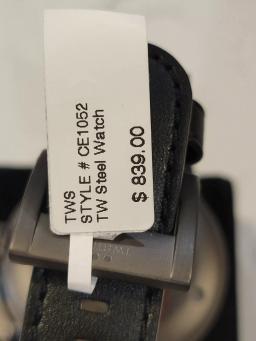 TWS
STYLE # CE1052
TW Steel Watch
$ 839.00